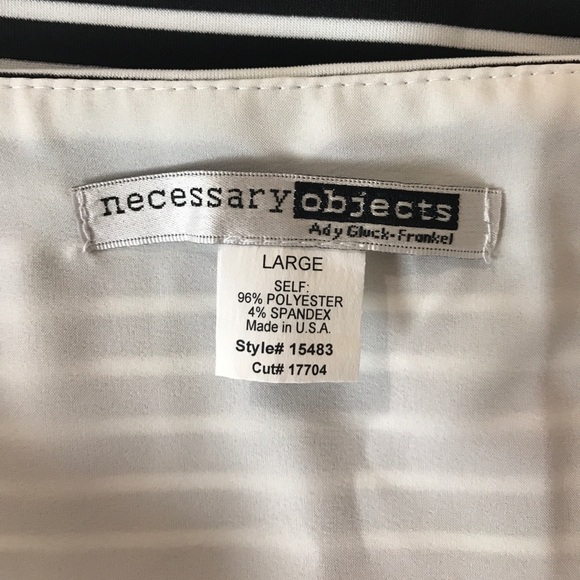 necessary objects
Ady Gluck-Frankel
LARGE
SELF:
96% POLYESTER
4% SPANDEX
Made in U.S.A.
Style# 15483
Cut# 17704